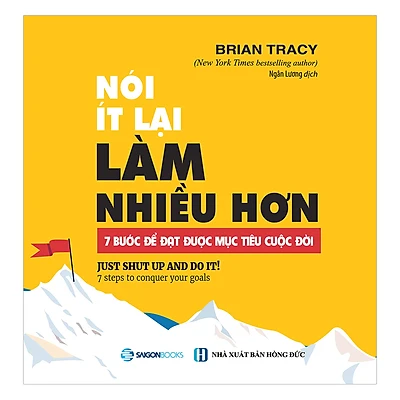 BRIAN TRACY
(New York Times bestselling author)
Ngân Lương dịch
NÓI
ÍT LẠI
LÀM
NHIỀU HƠN
7 BƯỚC ĐỂ ĐẠT ĐƯỢC MỤC TIÊU CUỘC ĐỜI
JUST SHUT UP AND DO IT!
7 steps to conquer your goals
SAIGONBOOKS
NHÀ XUẤT BẢN HỒNG ĐỨC